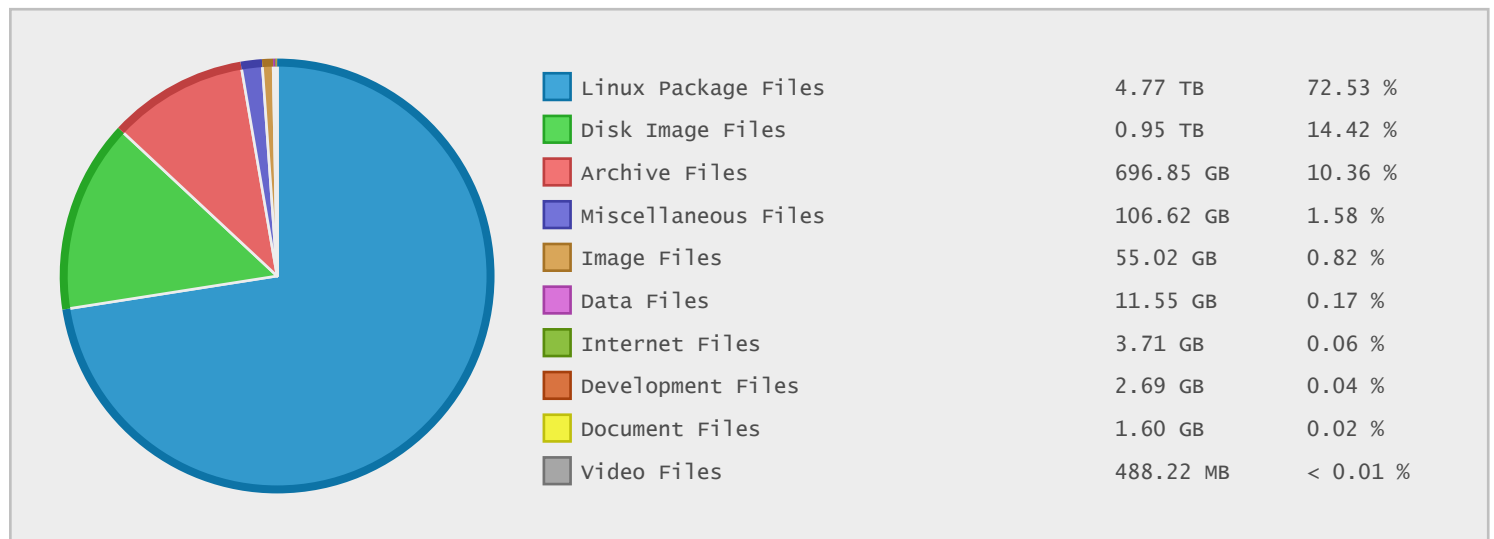 Linux Package Files 4.77 TB 72.53 %
Disk Image Files 0.95 TB 14.42 %
Archive Files 696.85 GB 10.36 %
Miscellaneous Files 106.62 GB 1.58 %
Image Files 55.02 GB 0.82 %
Data Files 11.55 GB 0.17 %
Internet Files 3.71 GB 0.06 %
Development Files 2.69 GB 0.04 %
Document Files 1.60 GB 0.02 %
Video Files 488.22 MB < 0.01 %